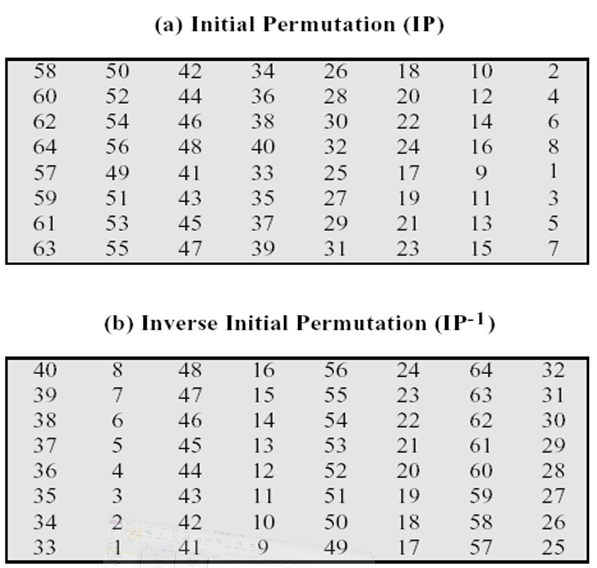 (a) Initial Permutation (IP)
58 50 42 34 26 18 10 2
60 52 44 36 28 20 12 4
62 54 46 38 30 22 14 6
64 56 48 40 32 24 16 8
57 49 41 33 25 17 9 1
59 51 43 35 27 19 11 3
61 53 45 37 29 21 13 5
63 55 47 39 31 23 15 7
(b) Inverse Initial Permutation (IP-1)
40 8 48 16 56 24 64 32
39 7 47 15 55 23 63 31
38 6 46 14 54 22 62 30
37 5 45 13 53 21 61 29
36 4 44 12 52 20 60 28
35 3 43 11 51 19 59 27
34 2 42 10 50 18 58 26
33 1 41 9 49 17 57 25